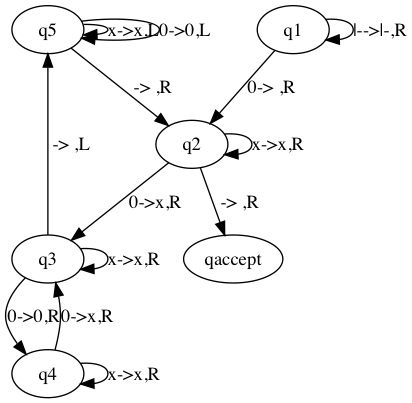 q5
x->x,L
0->0,L
q1
|-->|-,R
-> ,R
0-> ,R
q2
x->x,R
0->x,R
-> ,R
-> ,L
q3
x->x,R
qaccept
0->0,R
0->x,R
q4
x->x,R